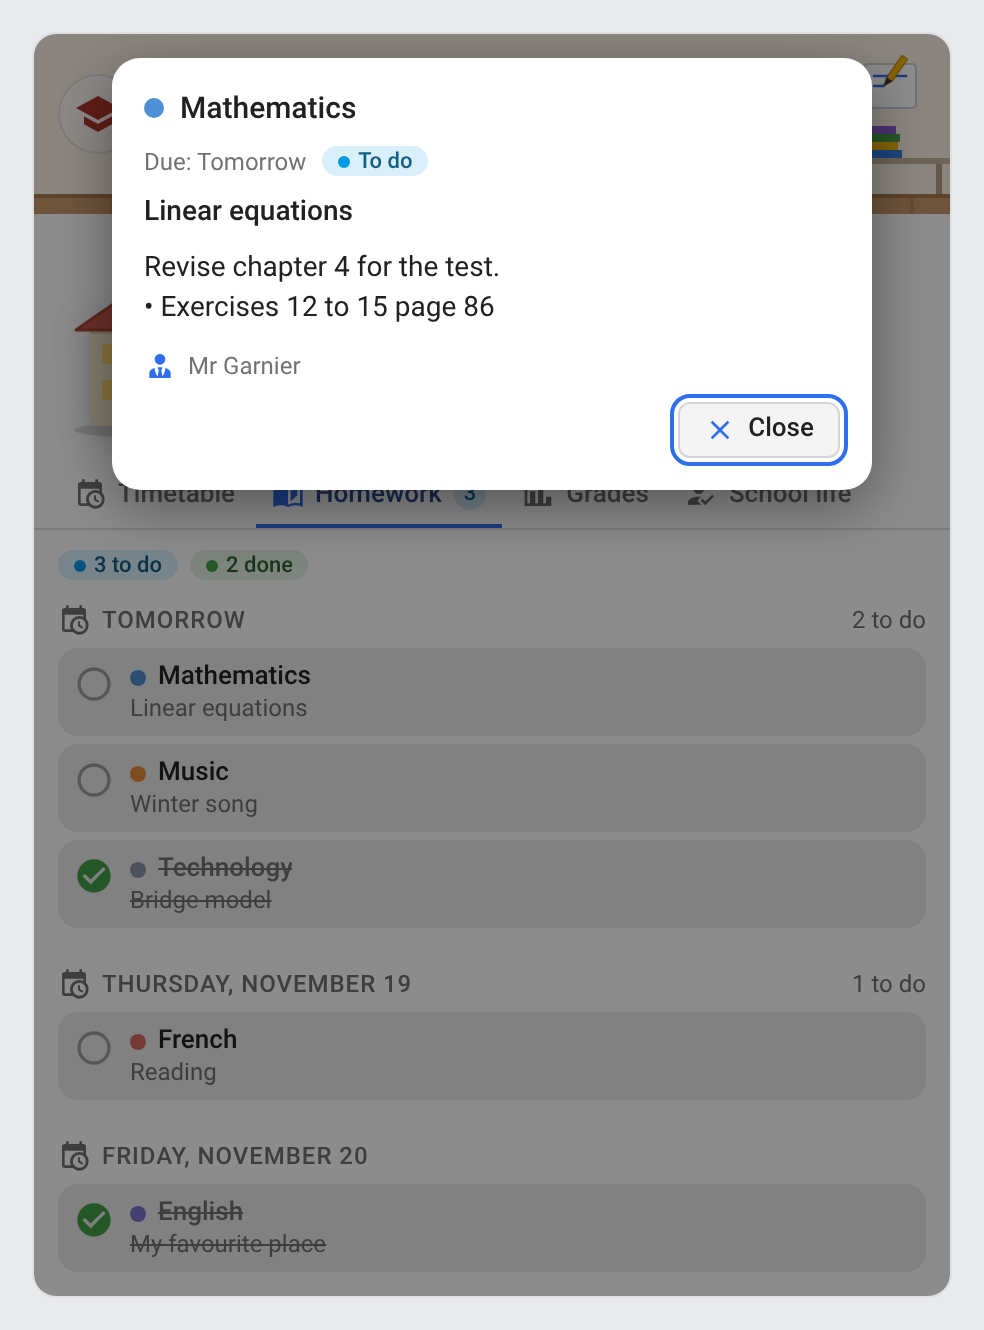 Mathematics
Due: Tomorrow To do
Linear equations
Revise chapter 4 for the test.
• Exercises 12 to 15 page 86
Mr Garnier
Close
Timetable Homework 3 Grades School life
3 to do 2 done
TOMORROW 2 to do
Mathematics
Linear equations
Music
Winter song
Technology
Bridge model
THURSDAY, NOVEMBER 19 1 to do
French
Reading
FRIDAY, NOVEMBER 20
English
My favourite place